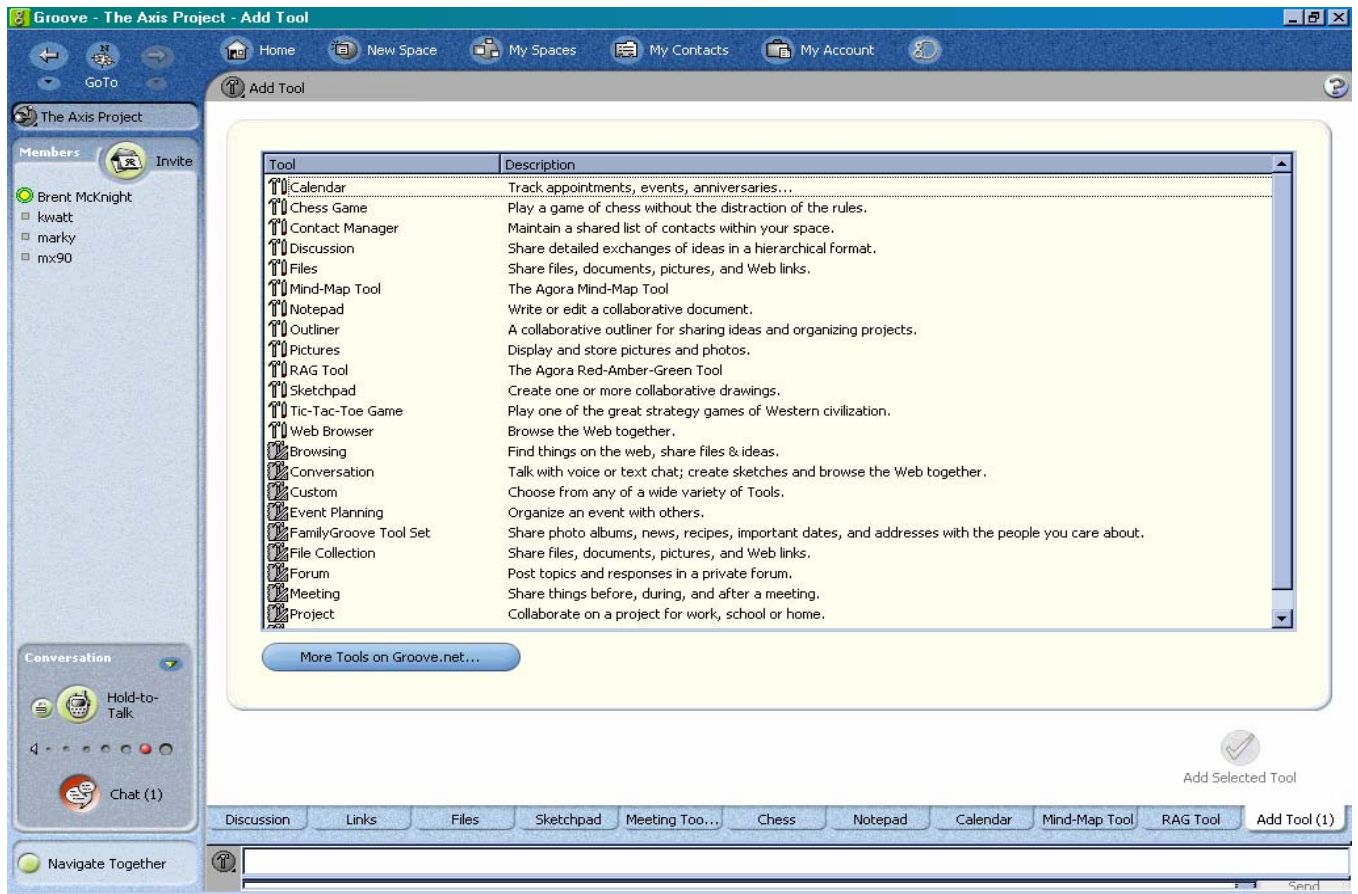 Groove - The Axis Project - Add Tool
Home New Space My Spaces My Contacts My Account
N
GoTo
Add Tool
?
The Axis Project
Members Invite
Brent McKnight
kwatt
marky
mx90
Tool Description
Calendar Track appointments, events, anniversaries...
Chess Game Play a game of chess without the distraction of the rules.
Contact Manager Maintain a shared list of contacts within your space.
Discussion Share detailed exchanges of ideas in a hierarchical format.
Files Share files, documents, pictures, and Web links.
Mind-Map Tool The Agora Mind-Map Tool
Notepad Write or edit a collaborative document.
Outliner A collaborative outliner for sharing ideas and organizing projects.
Pictures Display and store pictures and photos.
RAG Tool The Agora Red-Amber-Green Tool
Sketchpad Create one or more collaborative drawings.
Tic-Tac-Toe Game Play one of the great strategy games of Western civilization.
Web Browser Browse the Web together.
Browsing Find things on the web, share files & ideas.
Conversation Talk with voice or text chat; create sketches and browse the Web together.
Custom Choose from any of a wide variety of Tools.
Event Planning Organize an event with others.
FamilyGroove Tool Set Share photo albums, news, recipes, important dates, and addresses with the people you care about.
File Collection Share files, documents, pictures, and Web links.
Forum Post topics and responses in a private forum.
Meeting Share things before, during, and after a meeting.
Project Collaborate on a project for work, school or home.
More Tools on Groove.net...
Conversation
Hold-to-
Talk
Chat (1)
Add Selected Tool
Discussion Links Files Sketchpad Meeting Too... Chess Notepad Calendar Mind-Map Tool RAG Tool Add Tool (1)
Navigate Together
Send